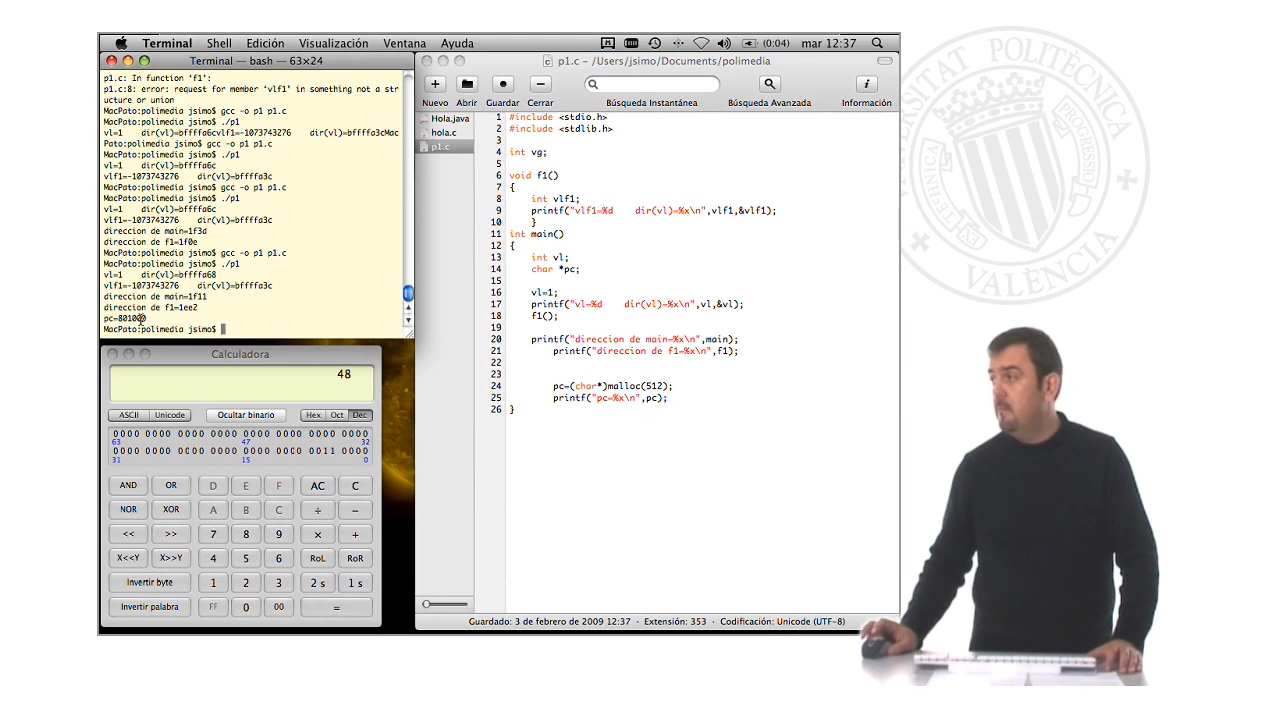 Terminal Shell Edición Visualización Ventana Ayuda (0:04) mar 12:37
Terminal — bash — 63×24
p1.c: In function 'f1':
p1.c:8: error: request for member 'vlf1' in something not a str
ucture or union
MacPato:polimedia jsimo$ gcc -o p1 p1.c
MacPato:polimedia jsimo$ ./p1
vl=1 dir(vl)=bffffa6cvlf1=-1073743276 dir(vl)=bffffa3cMac
Pato:polimedia jsimo$ gcc -o p1 p1.c
MacPato:polimedia jsimo$ ./p1
vl=1 dir(vl)=bffffa6c
vlf1=-1073743276 dir(vl)=bffffa3c
MacPato:polimedia jsimo$ gcc -o p1 p1.c
MacPato:polimedia jsimo$ ./p1
vl=1 dir(vl)=bffffa6c
vlf1=-1073743276 dir(vl)=bffffa3c
direccion de main=1f3d
direccion de f1=1f0e
MacPato:polimedia jsimo$ gcc -o p1 p1.c
MacPato:polimedia jsimo$ ./p1
vl=1 dir(vl)=bffffa68
vlf1=-1073743276 dir(vl)=bffffa3c
direccion de main=1f11
direccion de f1=1ee2
MacPato:polimedia jsimo$
Calculadora
48
ASCII Unicode Ocultar binario Hex Oct Dec
0000 0000 0000 0000 0000 0000 0000 0000
63 47 32
0000 0000 0000 0000 0000 0000 0011 0000
31 15 0
AND OR D E F AC C
NOR XOR A B C ÷ −
<< >> 7 8 9 × +
X<<Y X>>Y 4 5 6 RoL RoR
Invertir byte 1 2 3 2 s 1 s
Invertir palabra FF 0 00 =
p1.c – /Users/jsimo/Documents/polimedia
Nuevo Abrir Guardar Cerrar Búsqueda Instantánea Búsqueda Avanzada Información
Hola.java
hola.c
p1.c
1 #include <stdio.h>
2 #include <stdlib.h>
3
4 int vg;
5
6 void f1()
7 {
8 int vlf1;
9 printf("vlf1=%d dir(vl)=%x\n",vlf1,&vlf1);
10 }
11 int main()
12 {
13 int vl;
14 char *pc;
15
16 vl=1;
17 printf("vl=%d dir(vl)=%x\n",vl,&vl);
18 f1();
19
20 printf("direccion de main=%x\n",main);
21 printf("direccion de f1=%x\n",f1);
22
23
24 pc=(char*)malloc(512);
25 printf("pc=%x\n",pc);
26 }
Guardado: 3 de febrero de 2009 12:37 · Extensión: 353 · Codificación: Unicode (UTF-8)
UNIVERSITAT POLITÈCNICA
DE VALÈNCIA